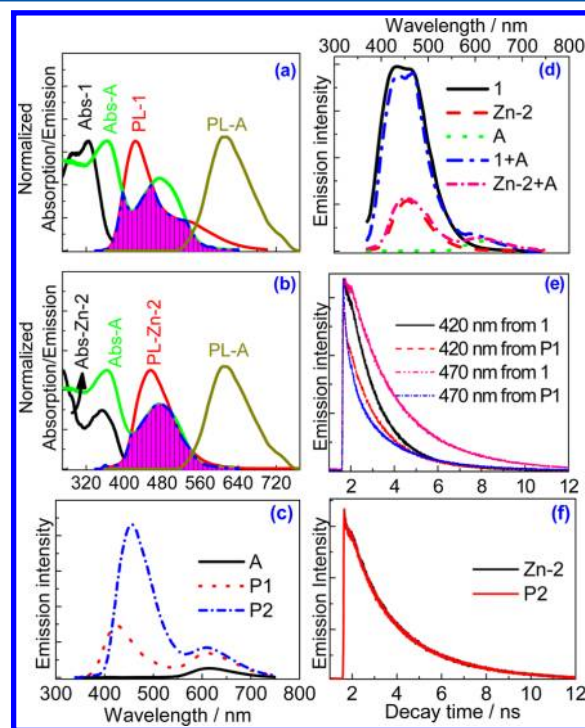 Normalized
Absorption/Emission
Abs-1
Abs-A
PL-1
PL-A
(a)
Normalized
Absorption/Emission
Abs-Zn-2
Abs-A
PL-Zn-2
PL-A
(b)
320 400 480 560 640 720
Emission intensity
(c)
A
P1
P2
300 400 500 600 700 800
Wavelength / nm
Wavelength / nm
300 400 500 600 700 800
Emission intensity
(d)
1
Zn-2
A
1+A
Zn-2+A
Emission intensity
(e)
420 nm from 1
420 nm from P1
470 nm from 1
470 nm from P1
2 4 6 8 10 12
Emission intensity
(f)
Zn-2
P2
2 4 6 8 10 12
Decay time / ns